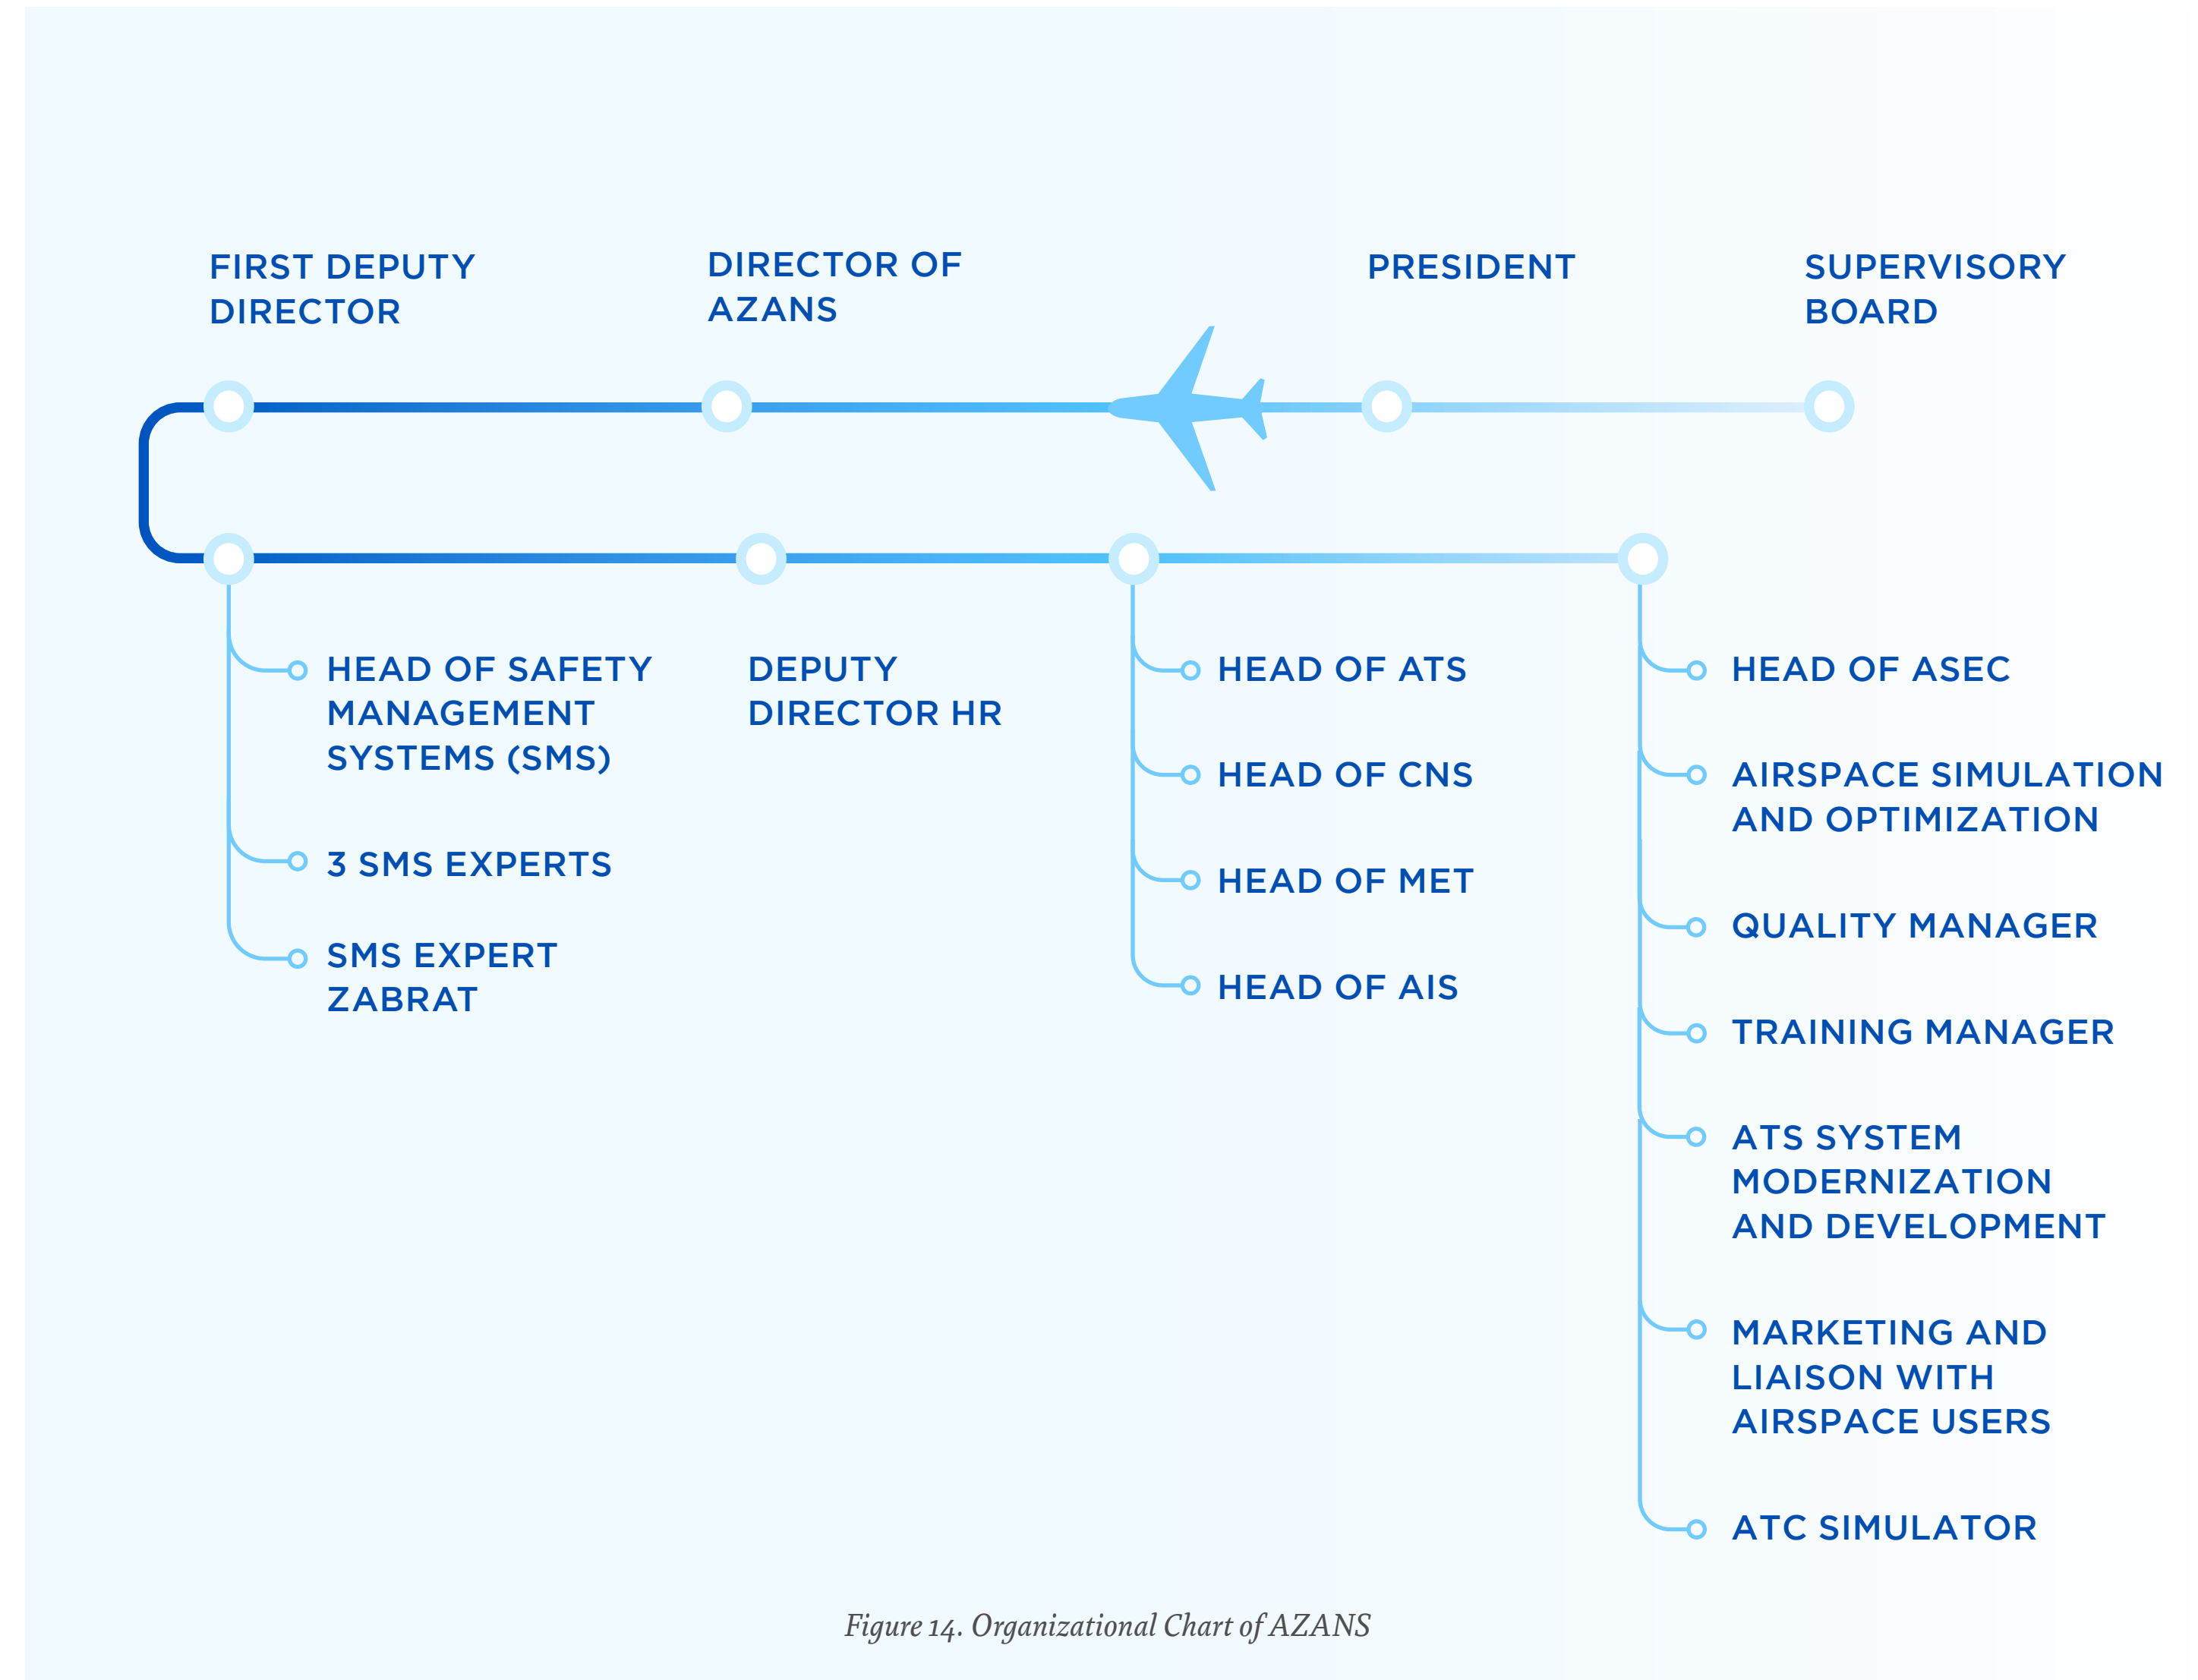 FIRST DEPUTY
DIRECTOR
DIRECTOR OF
AZANS
PRESIDENT
SUPERVISORY
BOARD
HEAD OF SAFETY
MANAGEMENT
SYSTEMS (SMS)
3 SMS EXPERTS
SMS EXPERT
ZABRAT
DEPUTY
DIRECTOR HR
HEAD OF ATS
HEAD OF CNS
HEAD OF MET
HEAD OF AIS
HEAD OF ASEC
AIRSPACE SIMULATION
AND OPTIMIZATION
QUALITY MANAGER
TRAINING MANAGER
ATS SYSTEM
MODERNIZATION
AND DEVELOPMENT
MARKETING AND
LIAISON WITH
AIRSPACE USERS
ATC SIMULATOR
Figure 14. Organizational Chart of AZANS